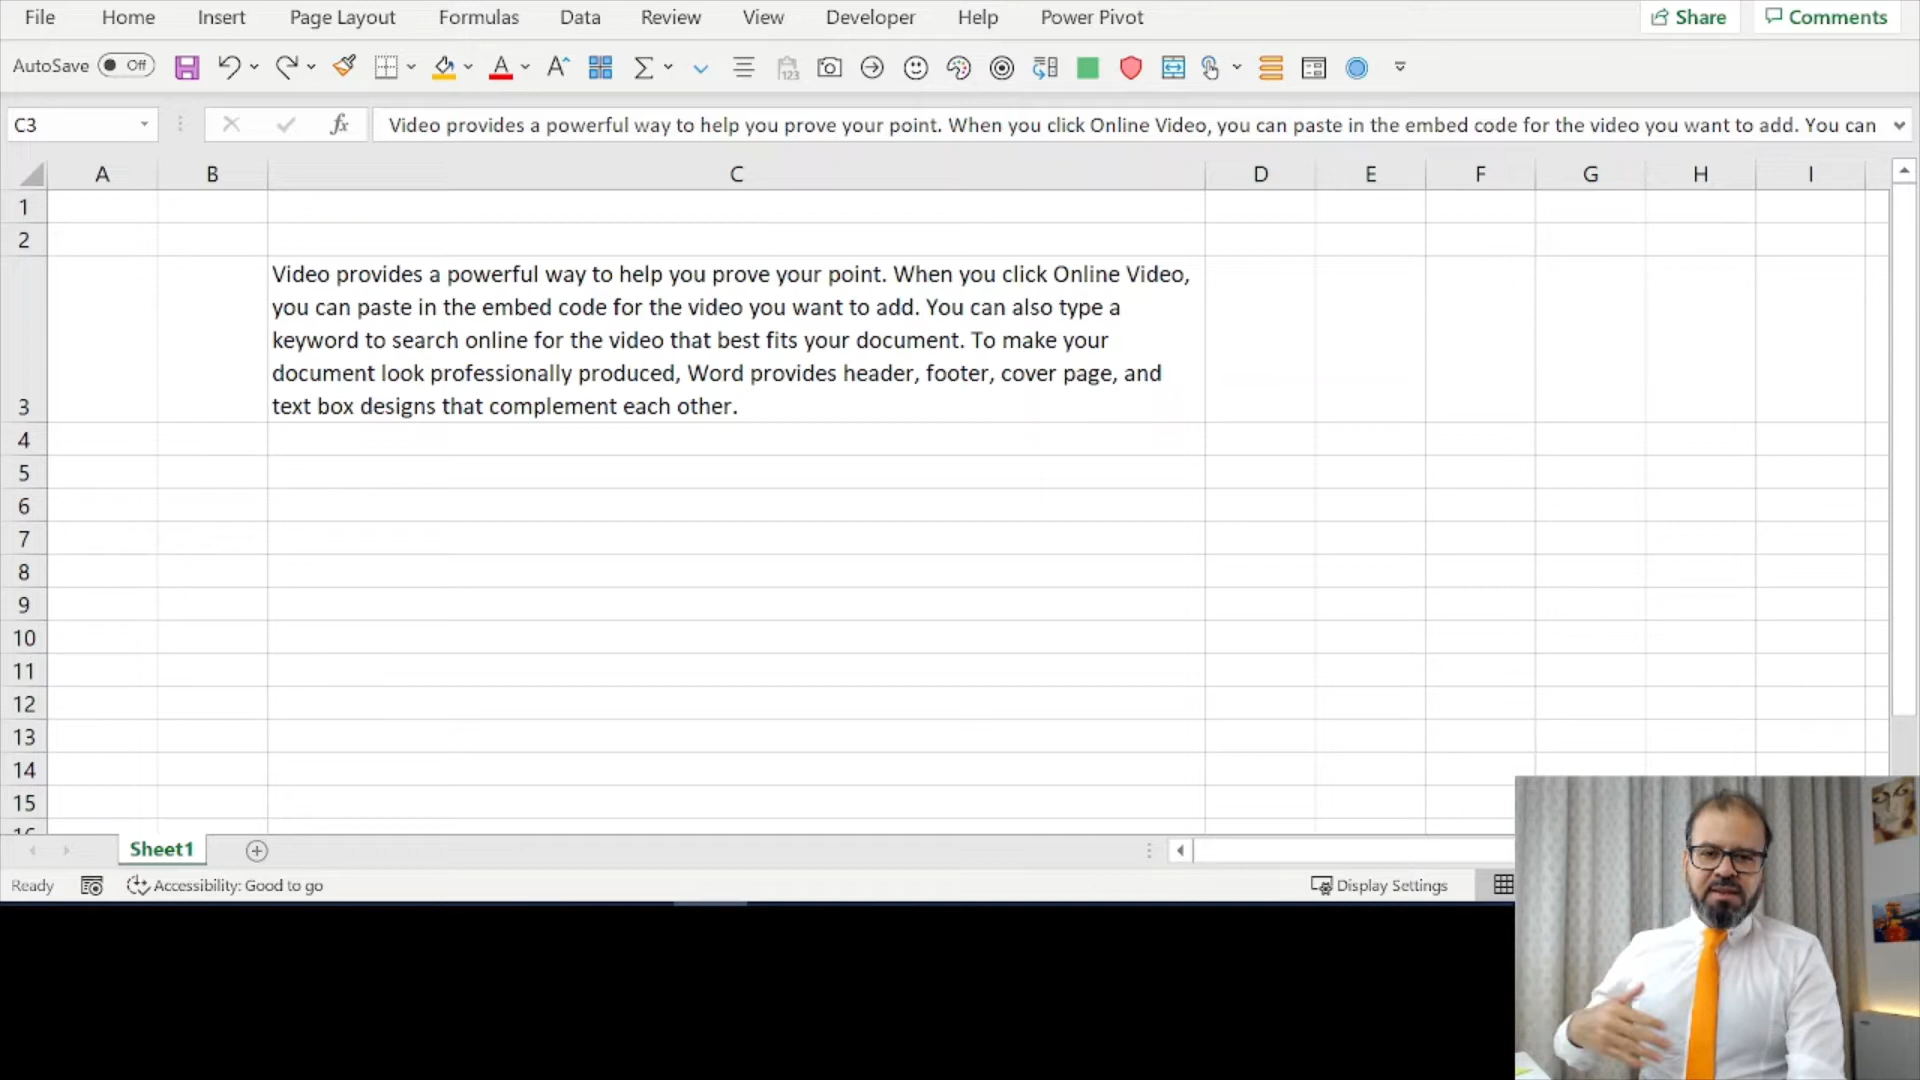 File Home Insert Page Layout Formulas Data Review View Developer Help Power Pivot Share Comments
AutoSave Off
C3 fx Video provides a powerful way to help you prove your point. When you click Online Video, you can paste in the embed code for the video you want to add. You can
A B C D E F G H I
1
2
Video provides a powerful way to help you prove your point. When you click Online Video,
you can paste in the embed code for the video you want to add. You can also type a
keyword to search online for the video that best fits your document. To make your
document look professionally produced, Word provides header, footer, cover page, and
3 text box designs that complement each other.
4
5
6
7
8
9
10
11
12
13
14
15
16
Sheet1
Ready Accessibility: Good to go Display Settings